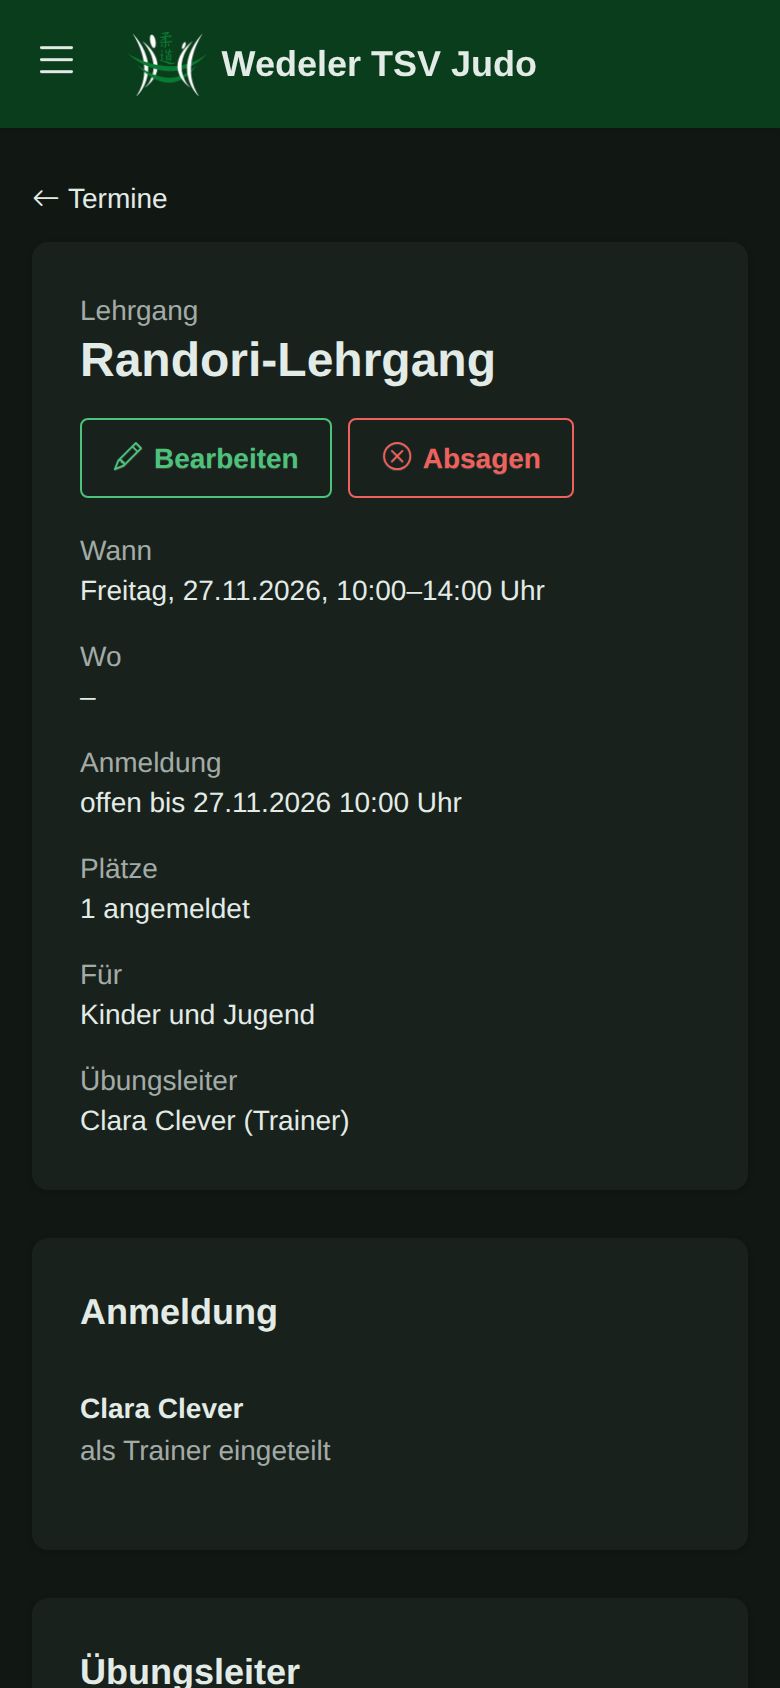 柔道
Wedeler TSV Judo
← Termine
Lehrgang
Randori-Lehrgang
Bearbeiten
Absagen
Wann
Freitag, 27.11.2026, 10:00–14:00 Uhr
Wo
–
Anmeldung
offen bis 27.11.2026 10:00 Uhr
Plätze
1 angemeldet
Für
Kinder und Jugend
Übungsleiter
Clara Clever (Trainer)
Anmeldung
Clara Clever
als Trainer eingeteilt
Übungsleiter